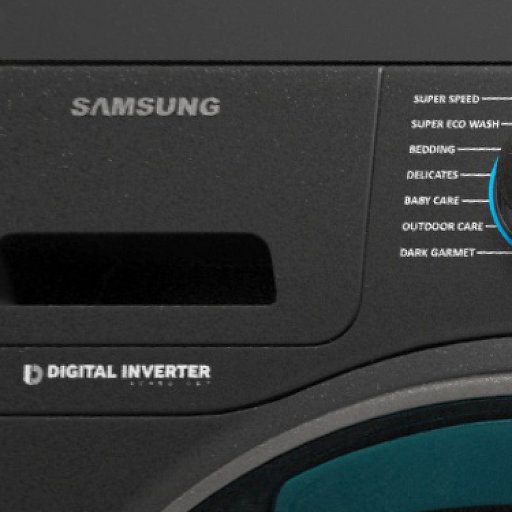 SAMSUNG
SUPER SPEED
SUPER ECO WASH
BEDDING
DELICATES
BABY CARE
OUTDOOR CARE
DARK GARMET
DIGITAL INVERTER